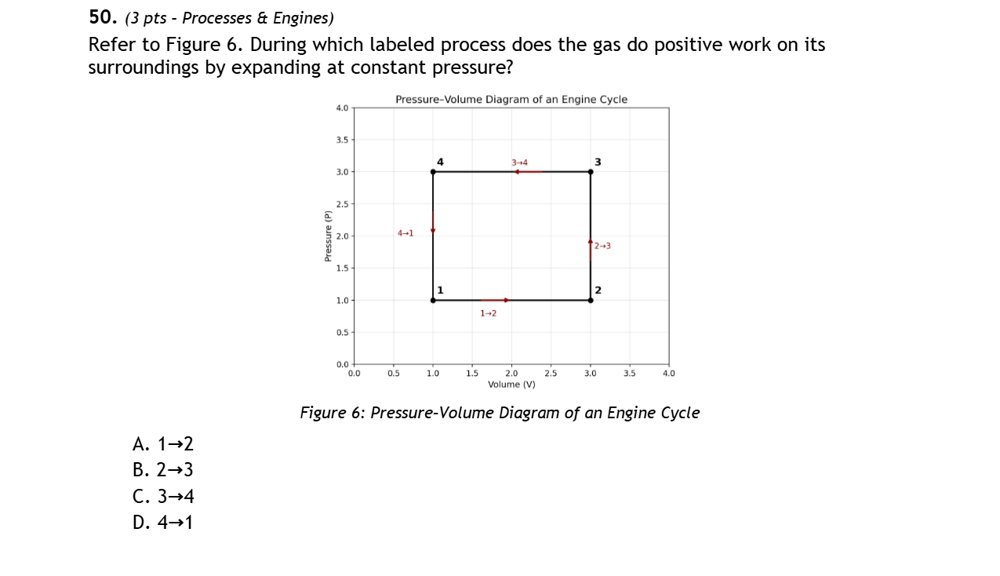 50. (3 pts - Processes & Engines)
Refer to Figure 6. During which labeled process does the gas do positive work on its
surroundings by expanding at constant pressure?
Pressure–Volume Diagram of an Engine Cycle
4.0
3.5
3.0
2.5
2.0
1.5
1.0
0.5
0.0
Pressure (P)
4
3→4
3
4→1
2→3
1
2
1→2
0.0 0.5 1.0 1.5 2.0 2.5 3.0 3.5 4.0
Volume (V)
Figure 6: Pressure-Volume Diagram of an Engine Cycle
A. 1→2
B. 2→3
C. 3→4
D. 4→1